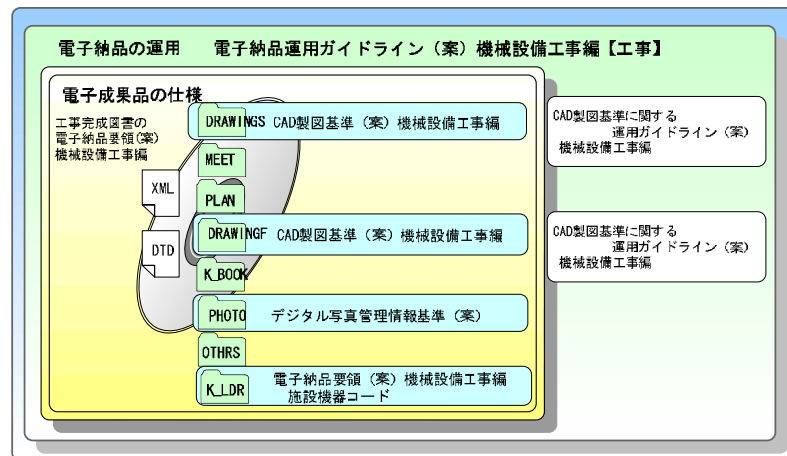 電子納品の運用　電子納品運用ガイドライン（案）機械設備工事編【工事】
電子成果品の仕様
工事完成図書の
電子納品要領(案)
機械設備工事編
XML
DTD
DRAWINGS CAD製図基準（案）機械設備工事編
MEET
PLAN
DRAWINGF CAD製図基準（案）機械設備工事編
K_BOOK
PHOTO デジタル写真管理情報基準（案）
OTHRS
K_LDR 電子納品要領（案）機械設備工事編
施設機器コード
CAD製図基準に関する
運用ガイドライン（案）
機械設備工事編
CAD製図基準に関する
運用ガイドライン（案）
機械設備工事編